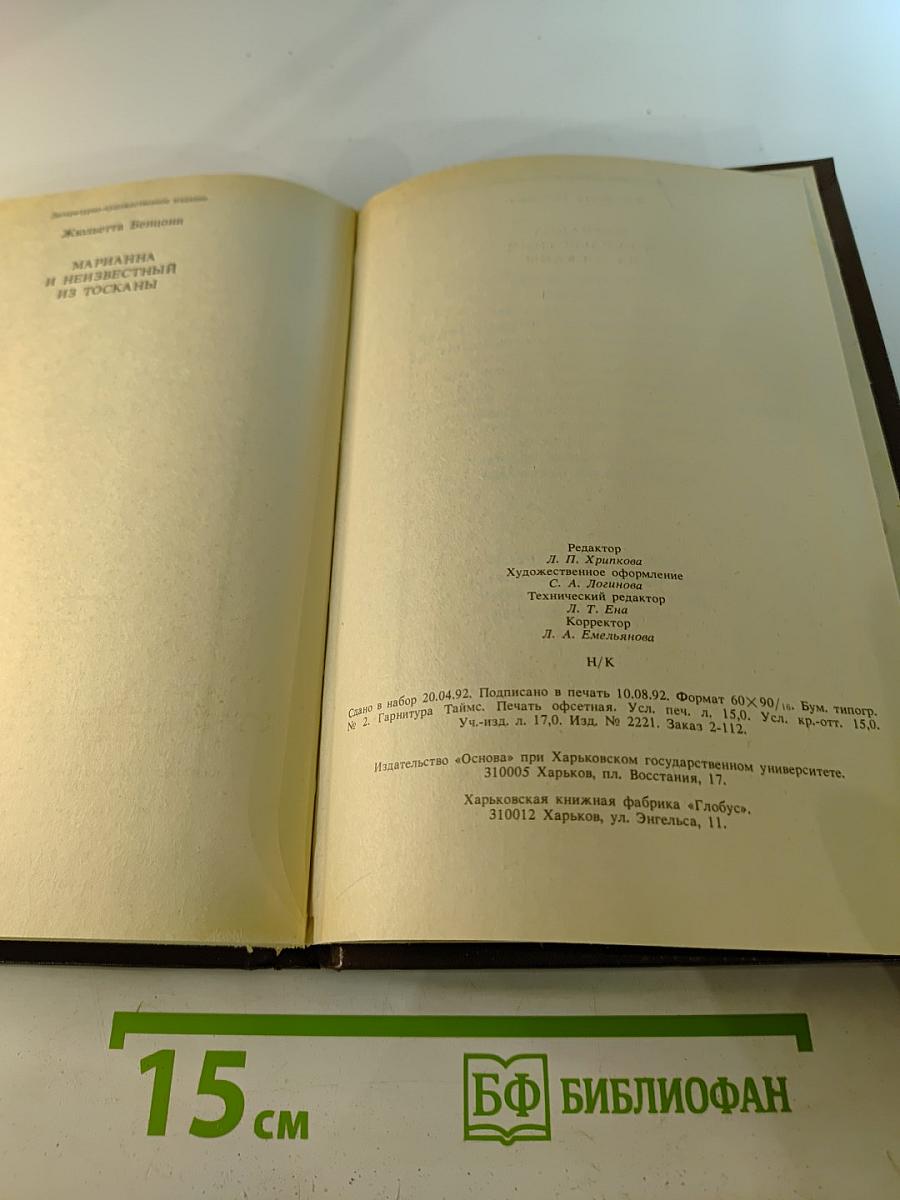 Литературно-художественное издание
Жюльетта Бенцони
МАРИАННА
И НЕИЗВЕСТНЫЙ
ИЗ ТОСКАНЫ
Редактор
Л. П. Хрипкова
Художественное оформление
С. А. Логинова
Технический редактор
Л. Т. Ена
Корректор
Л. А. Емельянова
Н/К
Сдано в набор 20.04.92. Подписано в печать 10.08.92. Формат 60×90/16. Бум. типогр.
№ 2. Гарнитура Таймс. Печать офсетная. Усл. печ. л. 15,0. Усл. кр.-отт. 15,0.
Уч.-изд. л. 17,0. Изд. № 2221. Заказ 2-112.
Издательство «Основа» при Харьковском государственном университете.
310005 Харьков, пл. Восстания, 17.
Харьковская книжная фабрика «Глобус».
310012 Харьков, ул. Энгельса, 11.
15 см
БФ БИБЛИОФАН